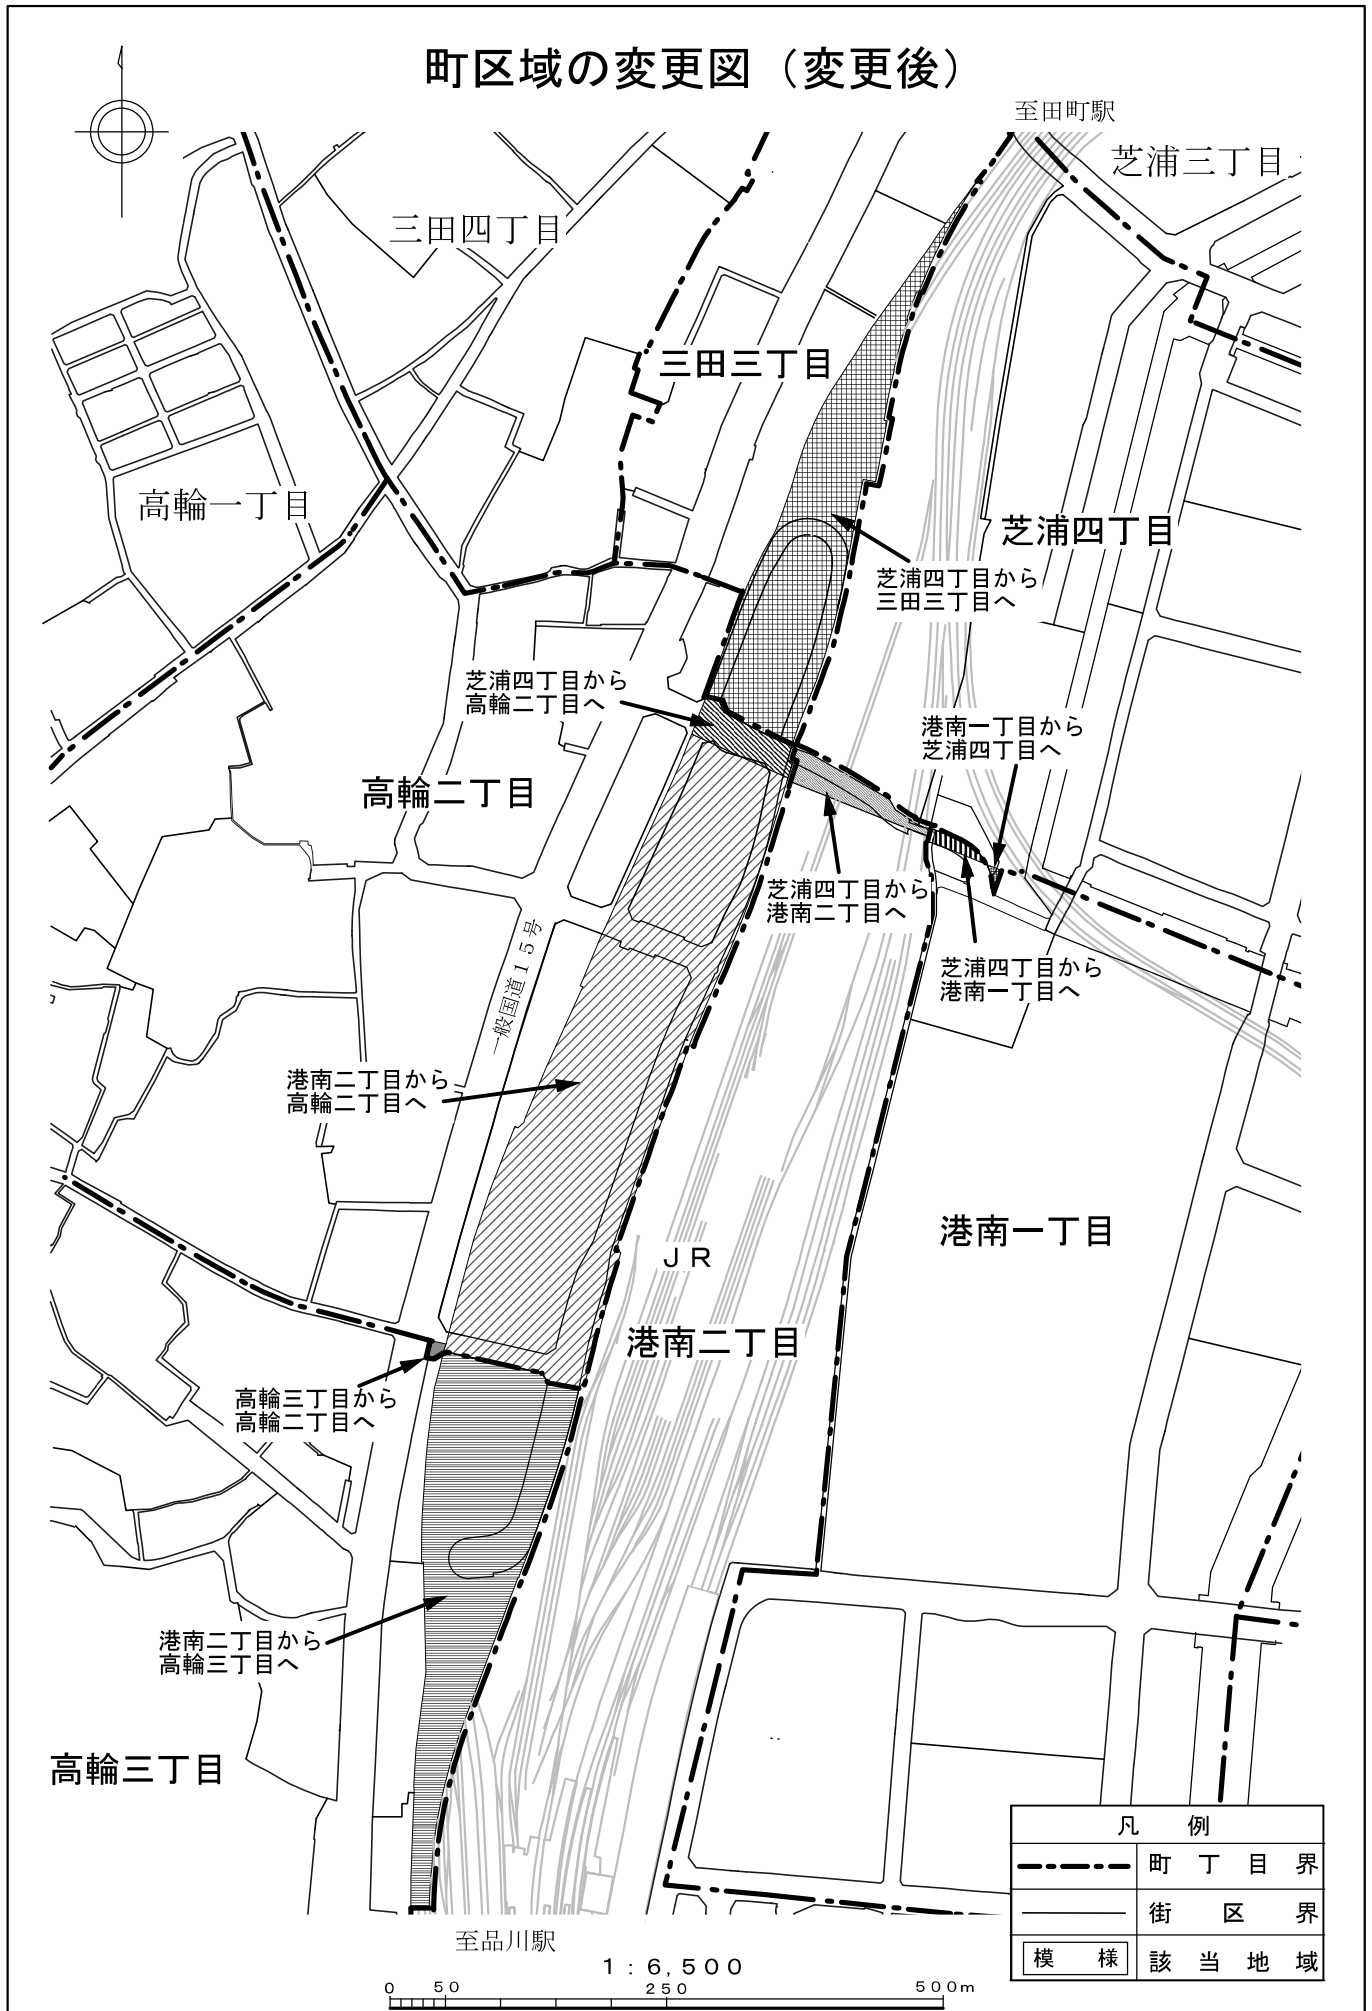 町区域の変更図（変更後）
至田町駅
芝浦三丁目
三田四丁目
三田三丁目
高輪一丁目
芝浦四丁目
芝浦四丁目から
三田三丁目へ
芝浦四丁目から
高輪二丁目へ
港南一丁目から
芝浦四丁目へ
高輪二丁目
芝浦四丁目から
港南二丁目へ
一般国道15号
芝浦四丁目から
港南一丁目へ
港南二丁目から
高輪二丁目へ
港南一丁目
ＪＲ
港南二丁目
高輪三丁目から
高輪二丁目へ
港南二丁目から
高輪三丁目へ
高輪三丁目
凡　例
町丁目界
街区界
模様　該当地域
至品川駅
1：6,500
0 50 250 500m